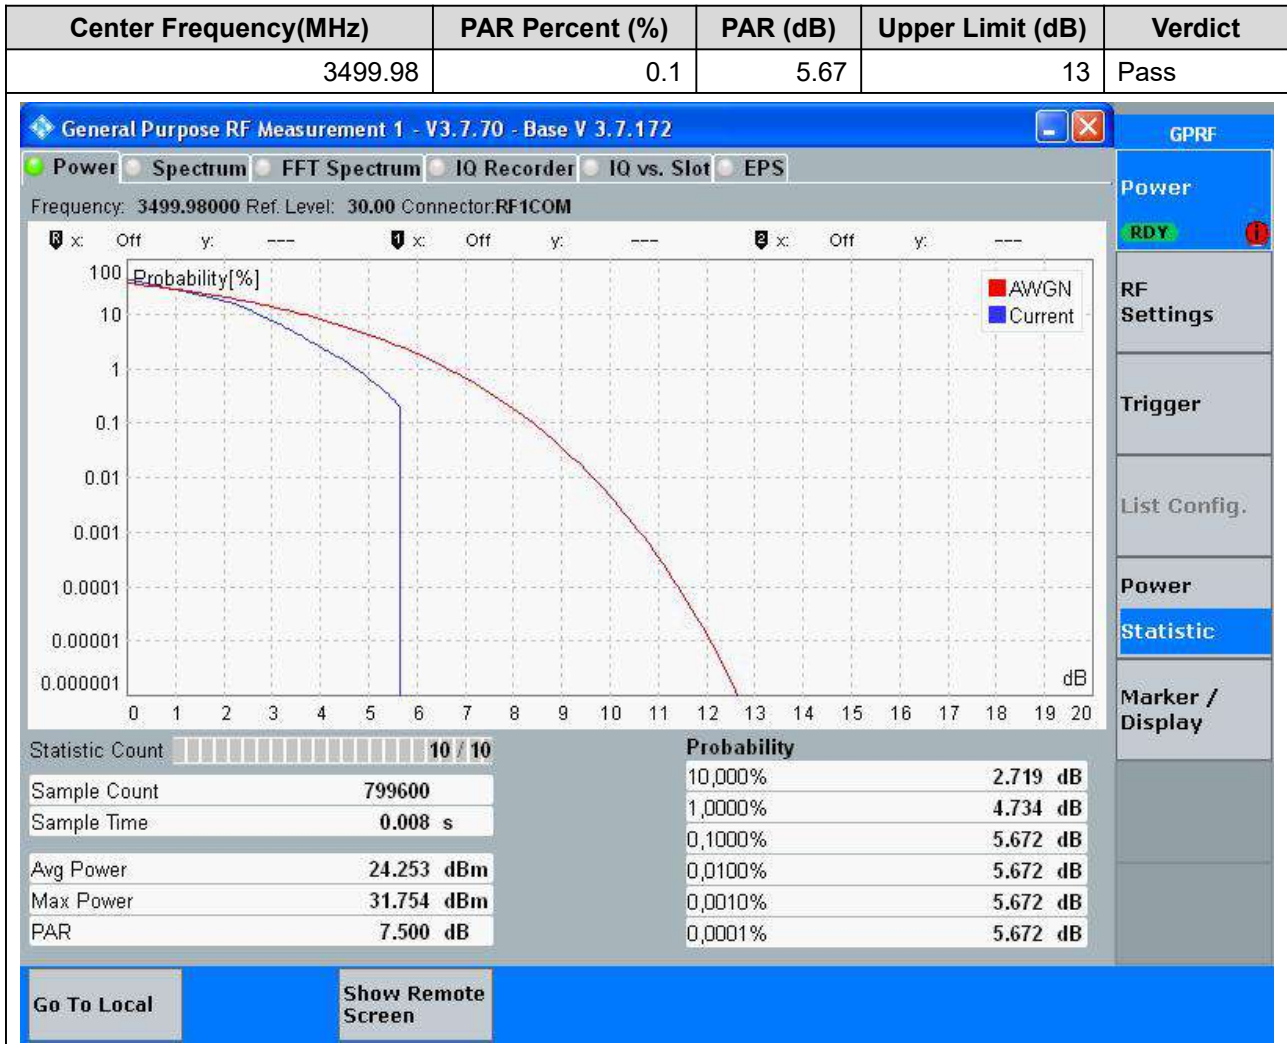 Center Frequency(MHz) PAR Percent (%) PAR (dB) Upper Limit (dB) Verdict
3499.98 0.1 5.67 13 Pass
General Purpose RF Measurement 1 - V3.7.70 - Base V 3.7.172
GPRF
Power Spectrum FFT Spectrum IQ Recorder IQ vs. Slot EPS
Frequency: 3499.98000 Ref. Level: 30.00 Connector:RF1COM
R x: Off y: --- 1 x: Off y: --- 2 x: Off y: ---
Probability[%]
AWGN
Current
100
10
1
0.1
0.01
0.001
0.0001
0.00001
0.000001
dB
0 1 2 3 4 5 6 7 8 9 10 11 12 13 14 15 16 17 18 19 20
Statistic Count 10 / 10
Sample Count 799600
Sample Time 0.008 s
Avg Power 24.253 dBm
Max Power 31.754 dBm
PAR 7.500 dB
Probability
10,000% 2.719 dB
1,0000% 4.734 dB
0,1000% 5.672 dB
0,0100% 5.672 dB
0,0010% 5.672 dB
0,0001% 5.672 dB
Power
RDY
RF
Settings
Trigger
List Config.
Power
Statistic
Marker /
Display
Go To Local
Show Remote
Screen